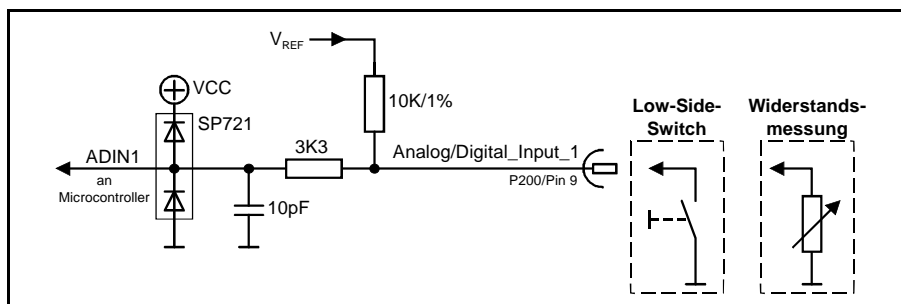 VREF
VCC
10K/1%
SP721
Low-Side-
Switch
Widerstands-
messung
ADIN1
3K3
Analog/Digital_Input_1
an
Microcontroller
P200/Pin 9
10pF